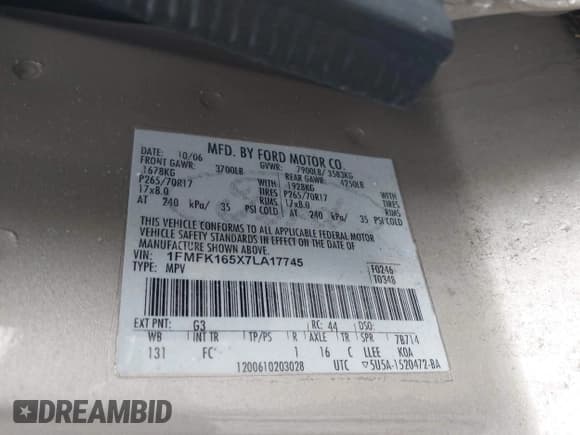 MFD. BY FORD MOTOR CO.
DATE: 10/06 GVWR: 7900LB/ 3583KG
FRONT GAWR: 3700LB REAR GAWR: 4250LB
1678KG 1928KG
P265/70R17 TIRES P265/70R17 TIRES
17x8.0 RIMS 17x8.0 RIMS
AT 240 kPa/ 35 PSI COLD AT 240 kPa/ 35 PSI COLD
THIS VEHICLE CONFORMS TO ALL APPLICABLE FEDERAL MOTOR
VEHICLE SAFETY STANDARDS IN EFFECT ON THE DATE OF
MANUFACTURE SHOWN ABOVE.
VIN: 1FMFK165X7LA17745
TYPE: MPV
F0246
T0348
EXT PNT: G3 RC: 44 DSO:
WB INT TR TP/PS R AXLE TR SPR 7B714
131 FC 1 16 C LLEE KOA
1200610203028 UTC 5U5A-1520472-BA
DREAMBID